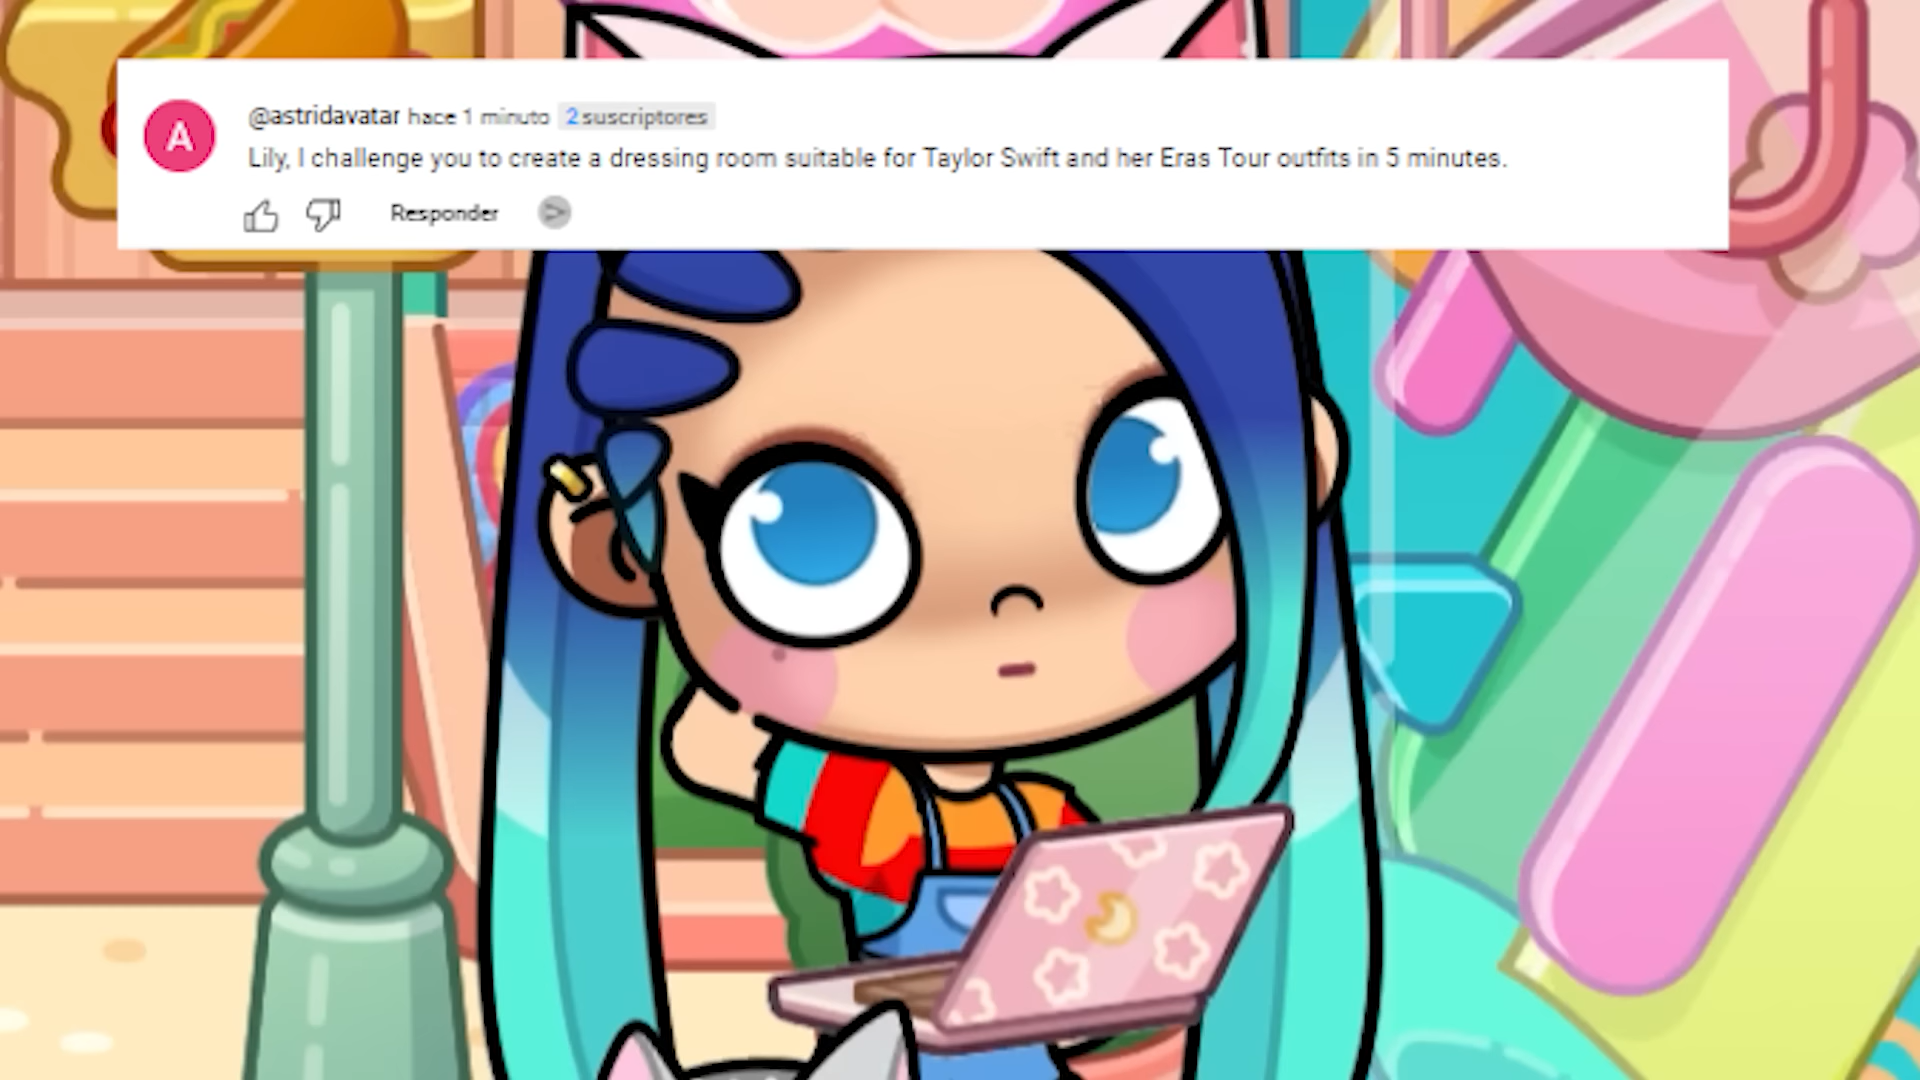 A
@astridavatar hace 1 minuto 2 suscriptores
Lily, I challenge you to create a dressing room suitable for Taylor Swift and her Eras Tour outfits in 5 minutes.
Responder